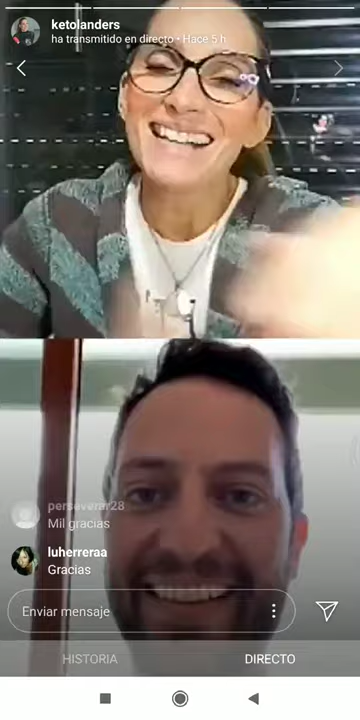 ketolanders
ha transmitido en directo • Hace 5 h
perseverar28
Mil gracias
luherreraa
Gracias
Enviar mensaje
HISTORIA
DIRECTO